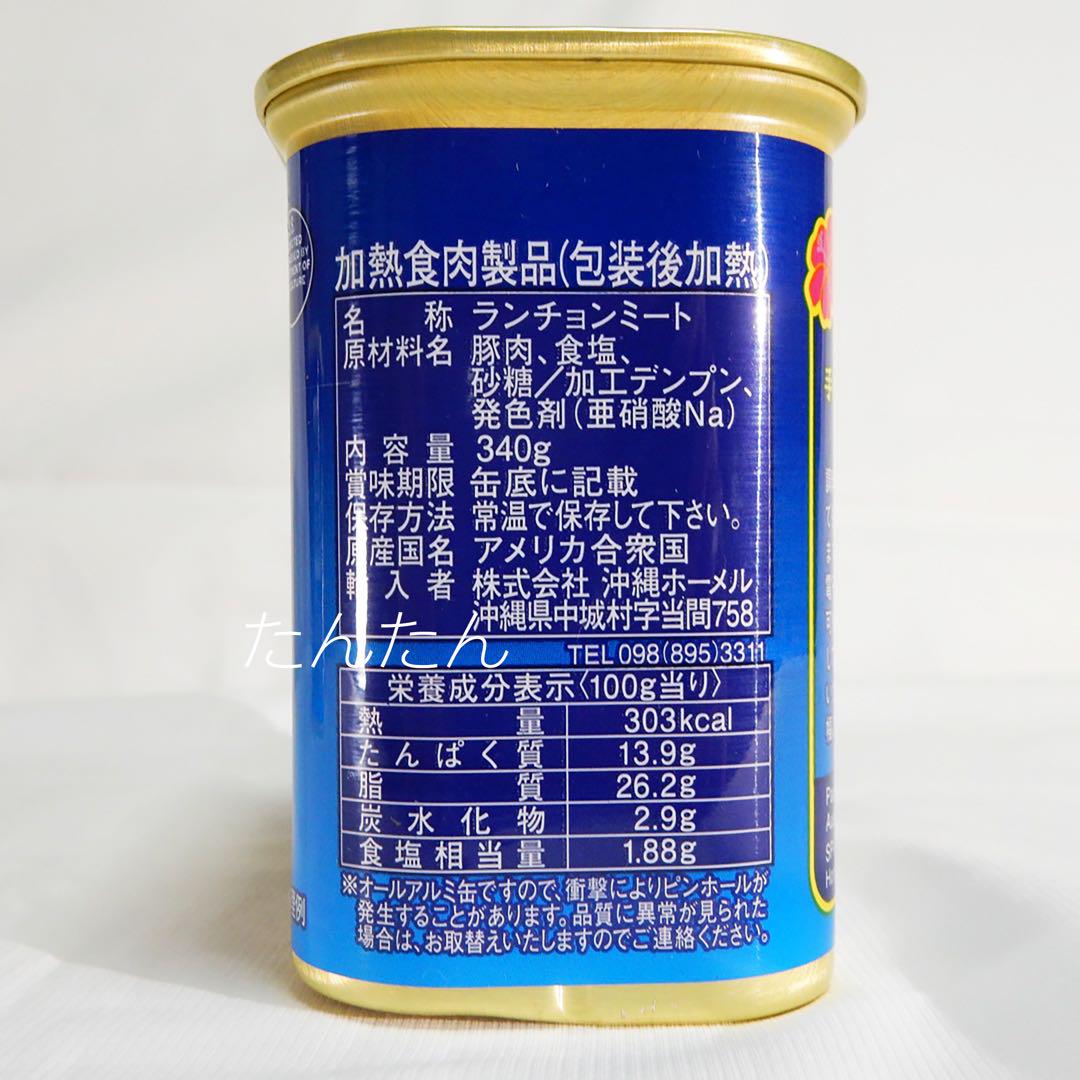 加熱食肉製品(包装後加熱)
名称 ランチョンミート
原材料名 豚肉、食塩、
砂糖/加工デンプン、
発色剤(亜硝酸Na)
内容量 340g
賞味期限 缶底に記載
保存方法 常温で保存して下さい。
原産国名 アメリカ合衆国
輸入者 株式会社 沖縄ホーメル
沖縄県中城村字当間758
たんたん
TEL 098(895)3311
栄養成分表示〈100g当り〉
熱量 303kcal
たんぱく質 13.9g
脂質 26.2g
炭水化物 2.9g
食塩相当量 1.88g
※オールアルミ缶ですので、衝撃によりピンホールが
発生することがあります。品質に異常が見られた
場合は、お取替えいたしますのでご連絡ください。